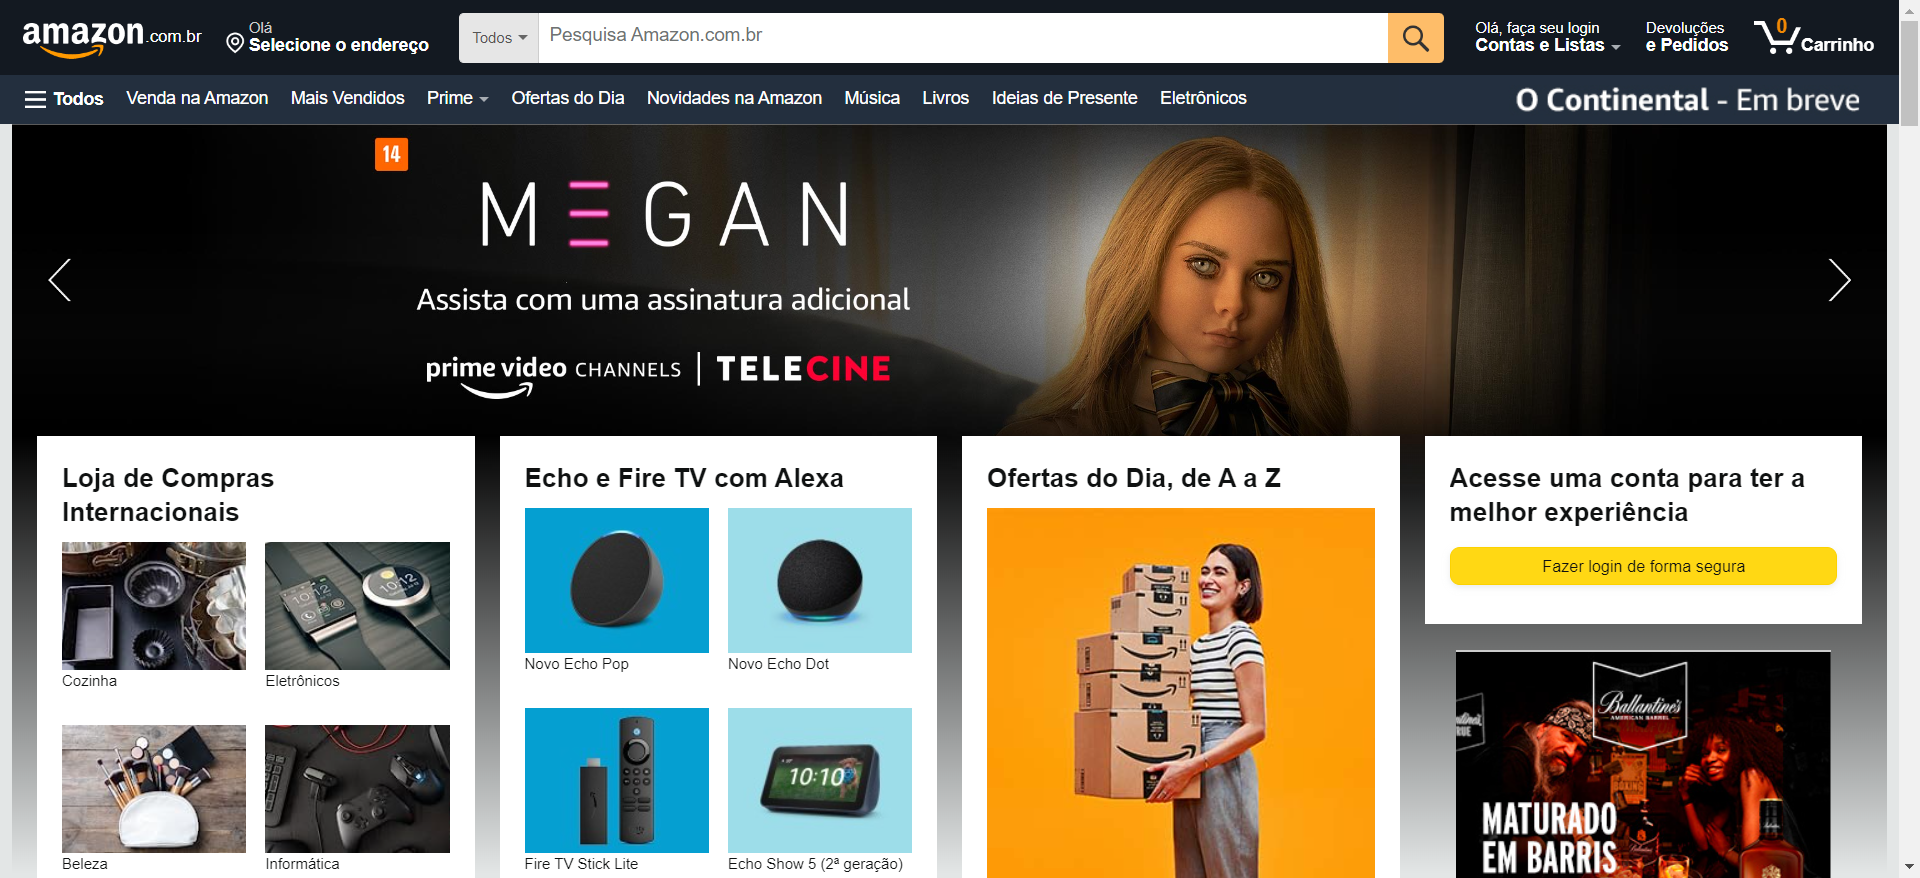 amazon.com.br
Olá
Selecione o endereço
Todos
Pesquisa Amazon.com.br
Olá, faça seu login
Contas e Listas
Devoluções
e Pedidos
0
Carrinho
Todos
Venda na Amazon
Mais Vendidos
Prime
Ofertas do Dia
Novidades na Amazon
Música
Livros
Ideias de Presente
Eletrônicos
O Continental - Em breve
14
M≡GAN
Assista com uma assinatura adicional
prime video CHANNELS | TELECINE
Loja de Compras
Internacionais
Cozinha
Eletrônicos
Beleza
Informática
Echo e Fire TV com Alexa
Novo Echo Pop
Novo Echo Dot
10:10
Fire TV Stick Lite
Echo Show 5 (2ª geração)
Ofertas do Dia, de A a Z
Acesse uma conta para ter a
melhor experiência
Fazer login de forma segura
Ballantine's
AMERICAN BARREL
MATURADO
EM BARRIS